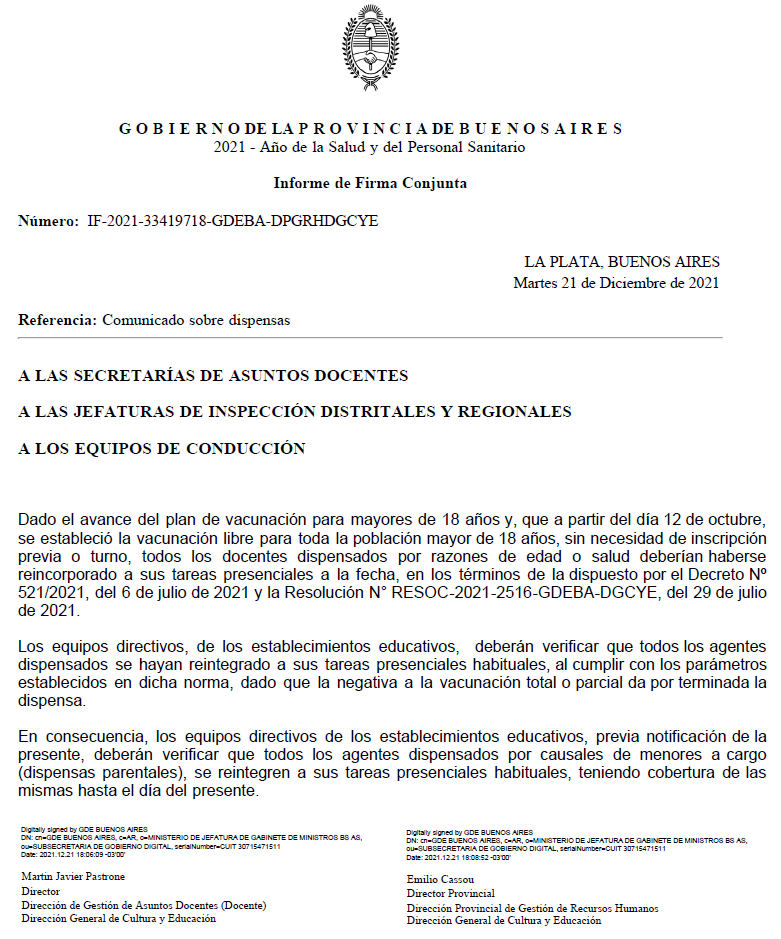 GOBIERNO DE LA PROVINCIA DE BUENOS AIRES
2021 - Año de la Salud y del Personal Sanitario
Informe de Firma Conjunta
Número: IF-2021-33419718-GDEBA-DPGRHDGCYE
LA PLATA, BUENOS AIRES
Martes 21 de Diciembre de 2021
Referencia: Comunicado sobre dispensas
A LAS SECRETARÍAS DE ASUNTOS DOCENTES
A LAS JEFATURAS DE INSPECCIÓN DISTRITALES Y REGIONALES
A LOS EQUIPOS DE CONDUCCIÓN
Dado el avance del plan de vacunación para mayores de 18 años y, que a partir del día 12 de octubre,
se estableció la vacunación libre para toda la población mayor de 18 años, sin necesidad de inscripción
previa o turno, todos los docentes dispensados por razones de edad o salud deberían haberse
reincorporado a sus tareas presenciales a la fecha, en los términos de la dispuesto por el Decreto Nº
521/2021, del 6 de julio de 2021 y la Resolución N° RESOC-2021-2516-GDEBA-DGCYE, del 29 de julio
de 2021.
Los equipos directivos, de los establecimientos educativos, deberán verificar que todos los agentes
dispensados se hayan reintegrado a sus tareas presenciales habituales, al cumplir con los parámetros
establecidos en dicha norma, dado que la negativa a la vacunación total o parcial da por terminada la
dispensa.
En consecuencia, los equipos directivos de los establecimientos educativos, previa notificación de la
presente, deberán verificar que todos los agentes dispensados por causales de menores a cargo
(dispensas parentales), se reintegren a sus tareas presenciales habituales, teniendo cobertura de las
mismas hasta el día del presente.
Digitally signed by GDE BUENOS AIRES
DN: cn=GDE BUENOS AIRES, c=AR, o=MINISTERIO DE JEFATURA DE GABINETE DE MINISTROS BS AS,
ou=SUBSECRETARIA DE GOBIERNO DIGITAL, serialNumber=CUIT 30715471511
Date: 2021.12.21 18:06:09 -03'00'
Martin Javier Pastrone
Director
Dirección de Gestión de Asuntos Docentes (Docente)
Dirección General de Cultura y Educación
Digitally signed by GDE BUENOS AIRES
DN: cn=GDE BUENOS AIRES, c=AR, o=MINISTERIO DE JEFATURA DE GABINETE DE MINISTROS BS AS,
ou=SUBSECRETARIA DE GOBIERNO DIGITAL, serialNumber=CUIT 30715471511
Date: 2021.12.21 18:08:52 -03'00'
Emilio Cassou
Director Provincial
Dirección Provincial de Gestión de Recursos Humanos
Dirección General de Cultura y Educación